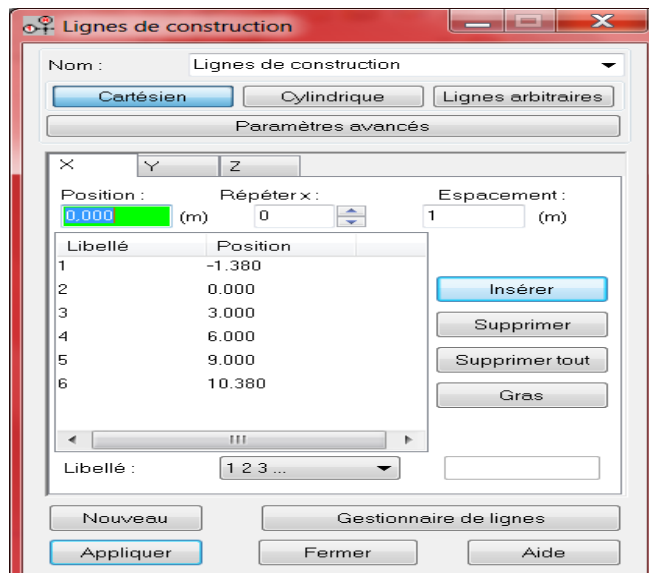 Lignes de construction
Nom : Lignes de construction
Cartésien Cylindrique Lignes arbitraires
Paramètres avancés
X Y Z
Position : Répéter x : Espacement :
0,000 (m) 0 1 (m)
Libellé Position
1 -1.380
2 0.000
Insérer
3 3.000
Supprimer
4 6.000
5 9.000
Supprimer tout
6 10.380
Gras
Libellé : 1 2 3 ...
Nouveau Gestionnaire de lignes
Appliquer Fermer Aide